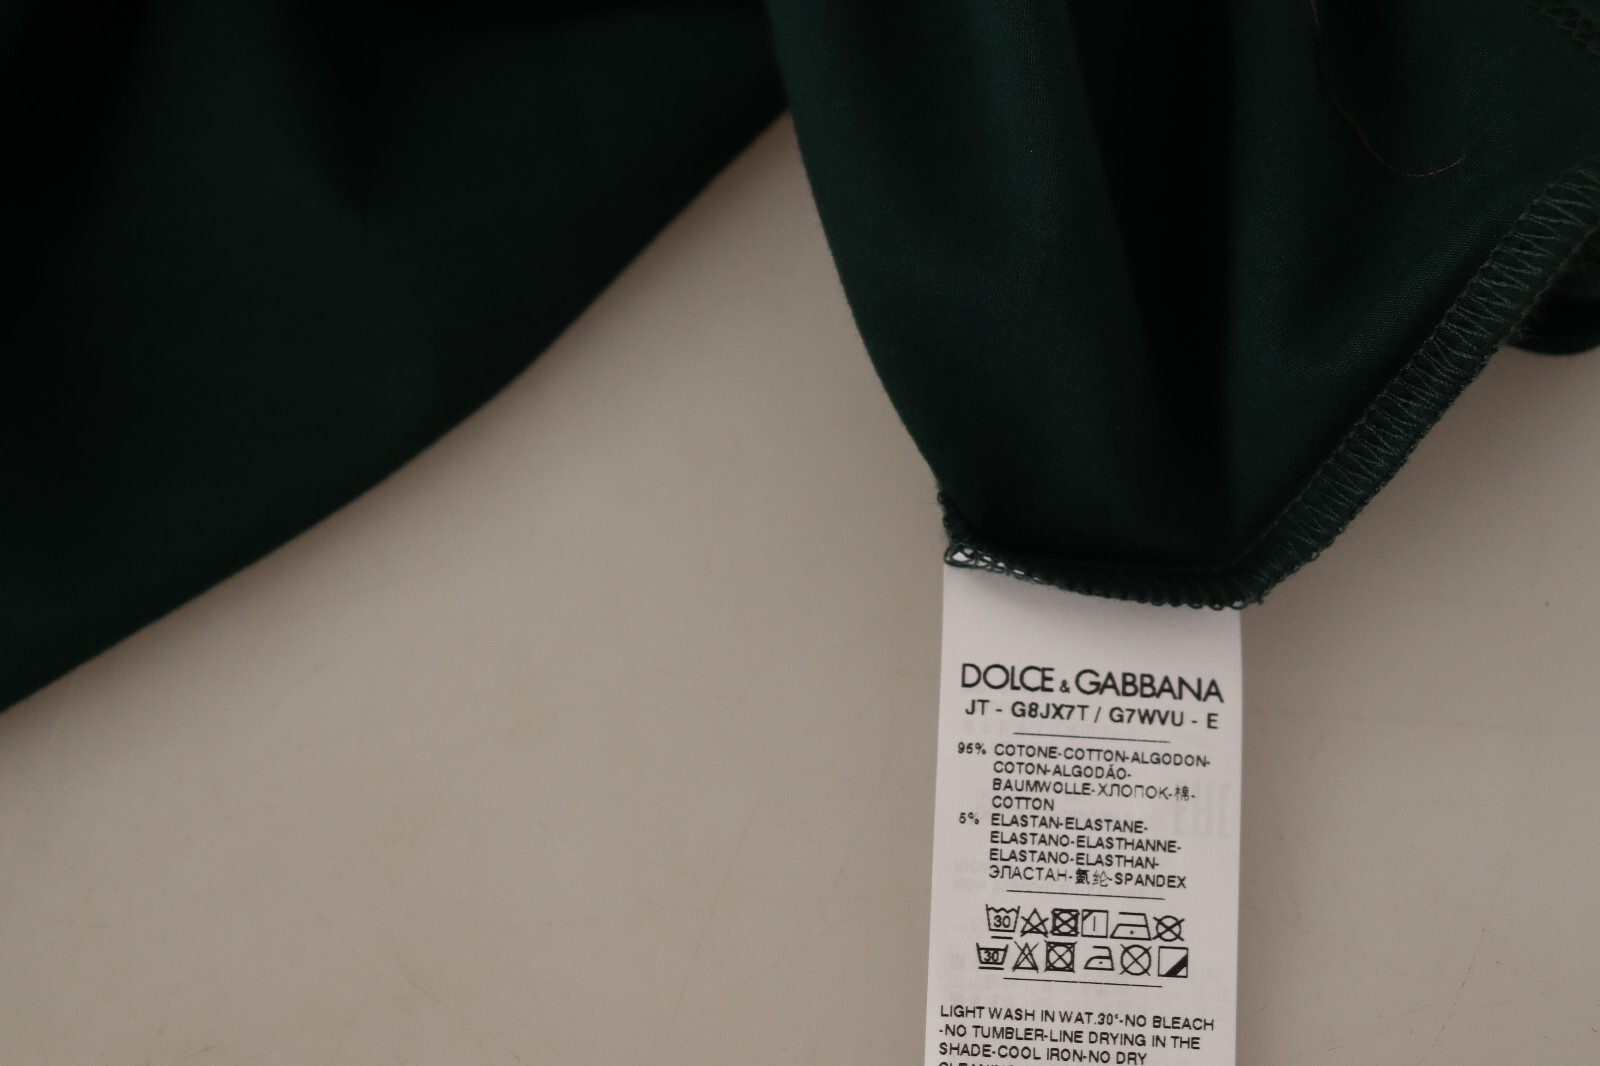 DOLCE & GABBANA
JT - G8JX7T / G7WVU - E
95% COTONE-COTTON-ALGODON-
COTON-ALGODÃO-
BAUMWOLLE-ХЛОПОК-棉-
COTTON
5% ELASTAN-ELASTANE-
ELASTANO-ELASTHANNE-
ELASTANO-ELASTHAN-
ЭЛАСТАН-氨纶-SPANDEX
30
30
LIGHT WASH IN WAT.30°-NO BLEACH
-NO TUMBLER-LINE DRYING IN THE
SHADE-COOL IRON-NO DRY